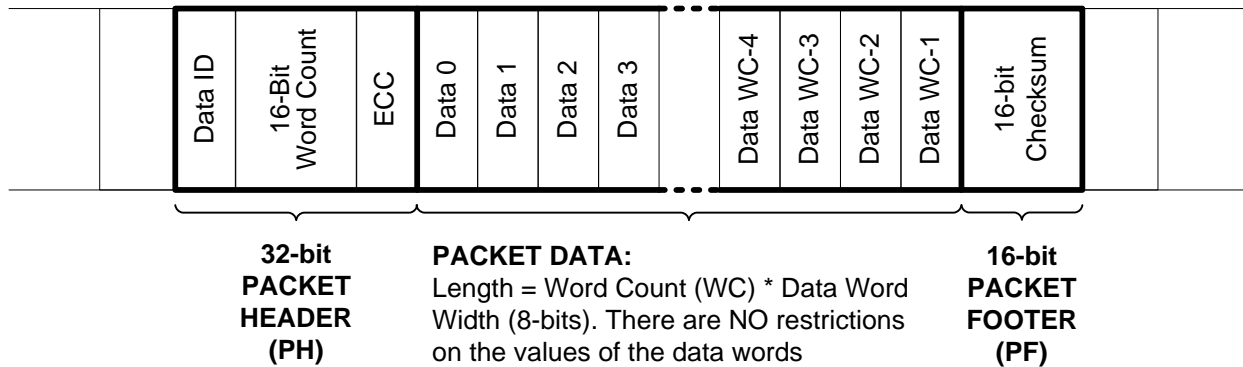 Data ID
16-Bit
Word Count
ECC
Data 0
Data 1
Data 2
Data 3
Data WC-4
Data WC-3
Data WC-2
Data WC-1
16-bit
Checksum
32-bit
PACKET
HEADER
(PH)
PACKET DATA:
Length = Word Count (WC) * Data Word
Width (8-bits). There are NO restrictions
on the values of the data words
16-bit
PACKET
FOOTER
(PF)